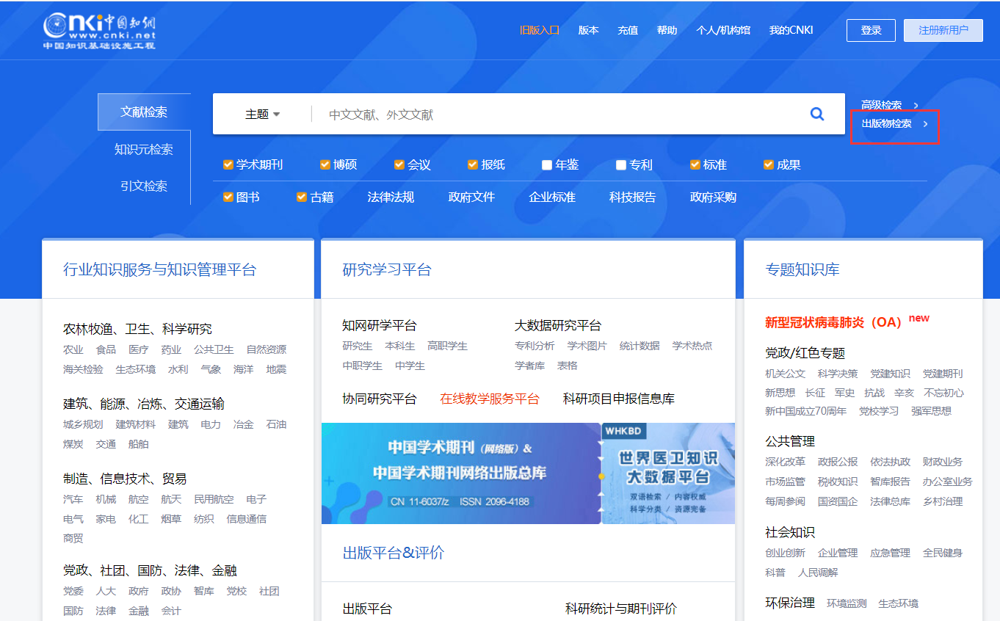 cnki中国知网
www.cnki.net
中国知识基础设施工程
旧版入口 版本 充值 帮助 个人/机构馆 我的CNKI 登录 注册新用户
文献检索
知识元检索
引文检索
主题 中文文献、外文文献
高级检索 >
出版物检索 >
学术期刊 博硕 会议 报纸 年鉴 专利 标准 成果
图书 古籍 法律法规 政府文件 企业标准 科技报告 政府采购
行业知识服务与知识管理平台
农林牧渔、卫生、科学研究
农业 食品 医疗 药业 公共卫生 自然资源
海关检验 生态环境 水利 气象 海洋 地震
建筑、能源、冶炼、交通运输
城乡规划 建筑材料 建筑 电力 冶金 石油
煤炭 交通 船舶
制造、信息技术、贸易
汽车 机械 航空 航天 民用航空 电子
电气 家电 化工 烟草 纺织 信息通信
商贸
党政、社团、国防、法律、金融
党委 人大 政府 政协 智库 党校 社团
国防 法律 金融 会计
研究学习平台
知网研学平台
研究生 本科生 高职学生
中职学生 中学生
大数据研究平台
专利分析 学术图片 统计数据 学术热点
学者库 表格
协同研究平台 在线教学服务平台 科研项目申报信息库
中国学术期刊（网络版）&
中国学术期刊网络出版总库
CN 11-6037/z ISSN 2096-4188
WHKBD
世界医卫知识
大数据平台
双语检索 / 内容权威
科学分类 / 资源完备
出版平台&评价
出版平台
科研统计与期刊评价
专题知识库
新型冠状病毒肺炎（OA）new
党政/红色专题
机关公文 科学决策 党建知识 党建期刊
新思想 长征 军史 抗战 辛亥 不忘初心
新中国成立70周年 党校学习 强军思想
公共管理
深化改革 政报公报 依法执政 财政业务
市场监管 税收知识 智库报告 办公室业务
每周参阅 国资国企 法律总库 乡村治理
社会知识
创业创新 企业管理 应急管理 全民健身
科普 人民调解
环保治理 环境监测 生态环境